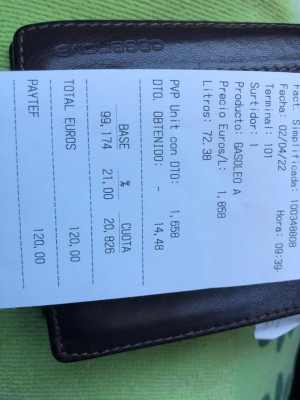 Fact. Simplificada: 100348808
Fecha: 02/04/22 Hora: 09:39
Terminal: 101
Surtidor: 1
Producto: GASOLEO A
Precio Euros/L: 1,858
Litros: 72.38
PVP Unit con DTO: 1,658
DTO. OBTENIDO: - 14,48
BASE % CUOTA
99,174 21,00 20,826
TOTAL EUROS 120,00
PAYTEF 120,00